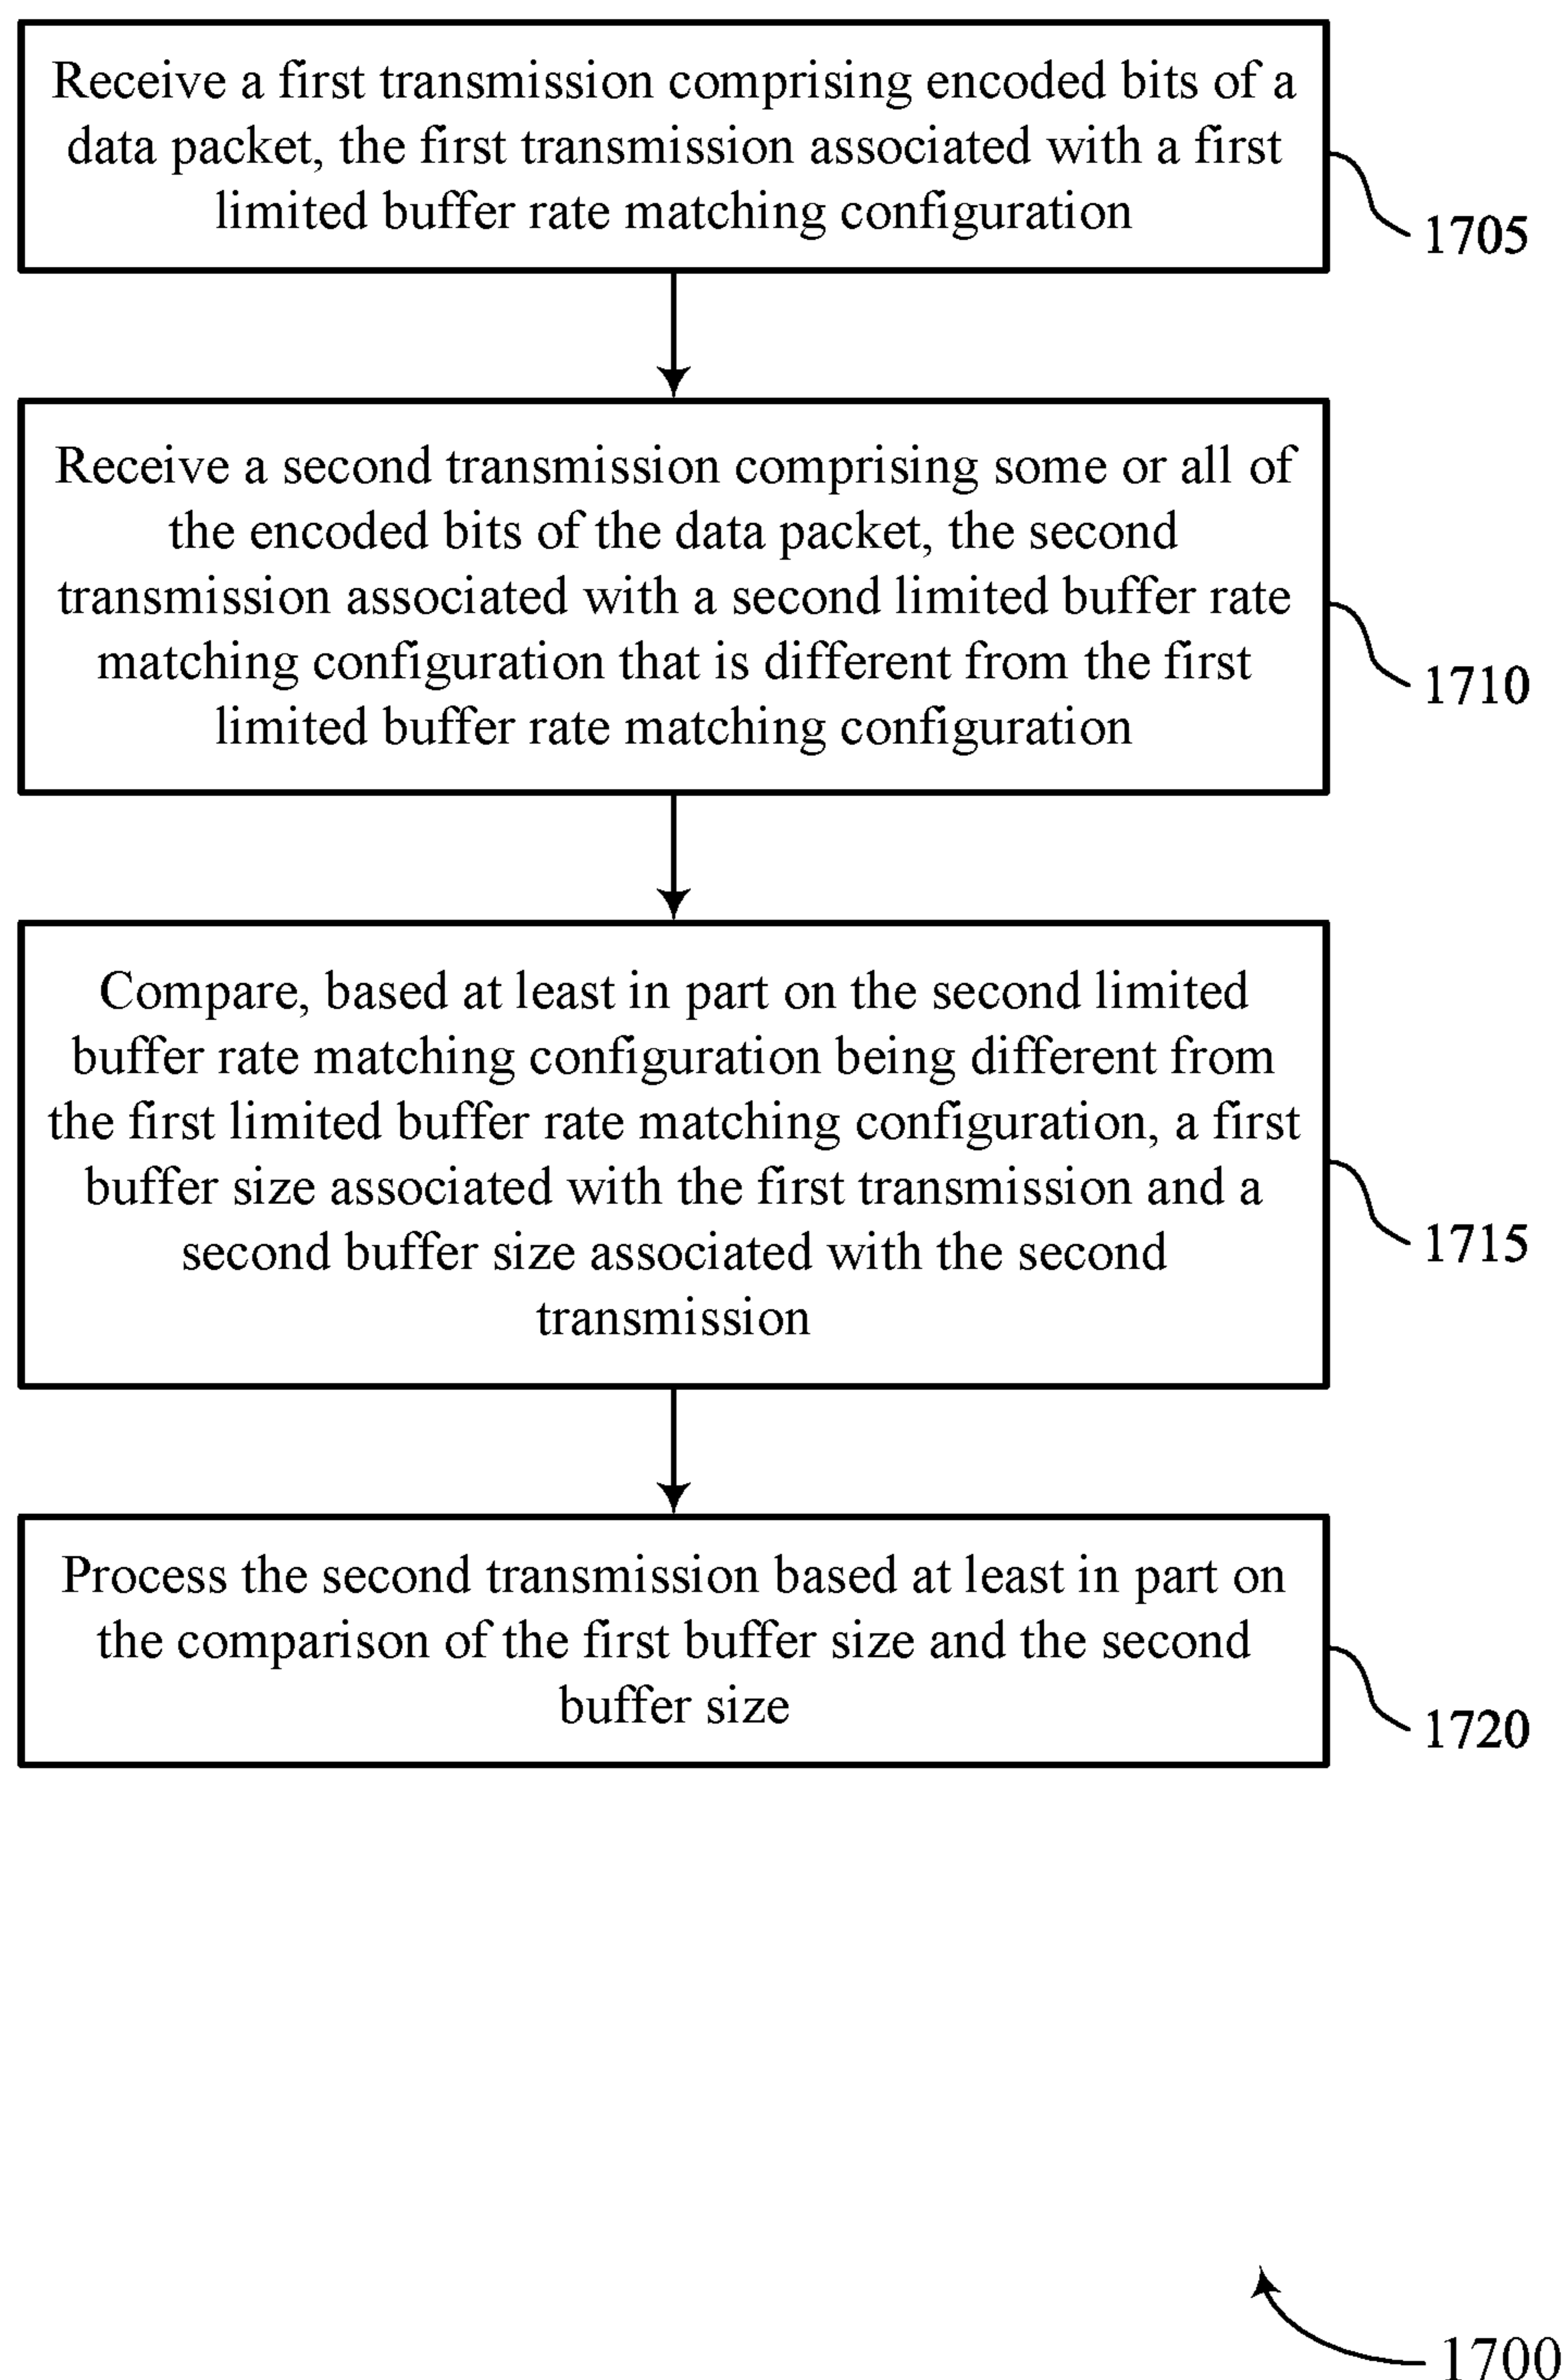 Receive a first transmission comprising encoded bits of a
data packet, the first transmission associated with a first
limited buffer rate matching configuration
1705
Receive a second transmission comprising some or all of
the encoded bits of the data packet, the second
transmission associated with a second limited buffer rate
matching configuration that is different from the first
limited buffer rate matching configuration
1710
Compare, based at least in part on the second limited
buffer rate matching configuration being different from
the first limited buffer rate matching configuration, a first
buffer size associated with the first transmission and a
second buffer size associated with the second
transmission
1715
Process the second transmission based at least in part on
the comparison of the first buffer size and the second
buffer size
1720
1700